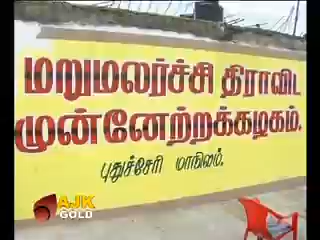 மறுமலர்ச்சி திராவிட
முன்னேற்றக்கழகம்.
புதுச்சேரி மாநிலம்.
AJK
GOLD